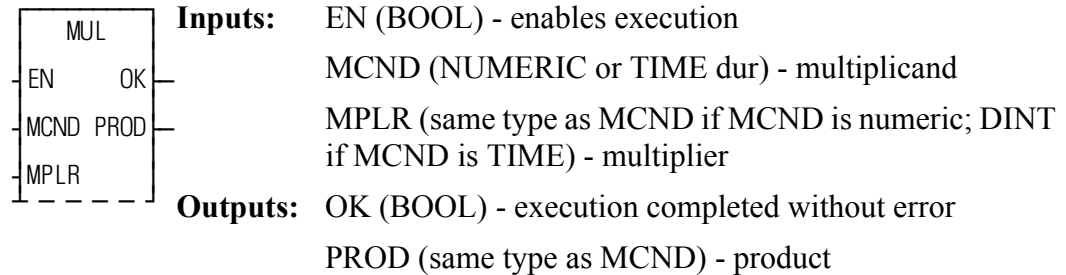 MUL
EN OK
MCND PROD
MPLR
Inputs: EN (BOOL) - enables execution
MCND (NUMERIC or TIME dur) - multiplicand
MPLR (same type as MCND if MCND is numeric; DINT
if MCND is TIME) - multiplier
Outputs: OK (BOOL) - execution completed without error
PROD (same type as MCND) - product